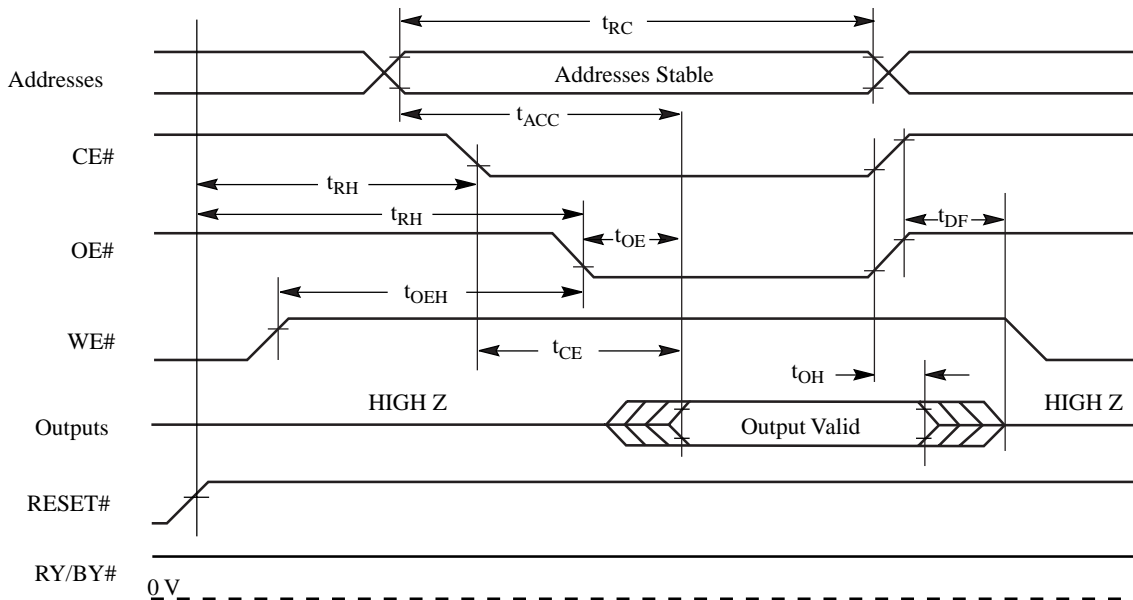 tRC
Addresses
Addresses Stable
tACC
CE#
tRH
tRH
tOE
tDF
OE#
tOEH
WE#
tCE
tOH
HIGH Z
HIGH Z
Outputs
Output Valid
RESET#
RY/BY#
0 V